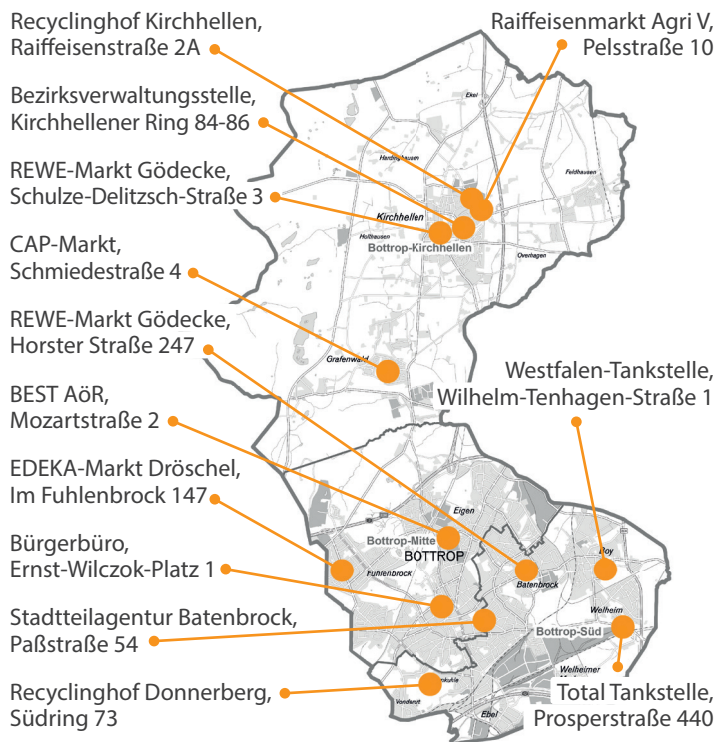 Recyclinghof Kirchhellen,
Raiffeisenstraße 2A
Raiffeisenmarkt Agri V,
Pelsstraße 10
Bezirksverwaltungsstelle,
Kirchhellener Ring 84-86
REWE-Markt Gödecke,
Schulze-Delitzsch-Straße 3
CAP-Markt,
Schmiedestraße 4
REWE-Markt Gödecke,
Horster Straße 247
Westfalen-Tankstelle,
Wilhelm-Tenhagen-Straße 1
BEST AöR,
Mozartstraße 2
EDEKA-Markt Dröschel,
Im Fuhlenbrock 147
Bürgerbüro,
Ernst-Wilczok-Platz 1
Stadtteilagentur Batenbrock,
Paßstraße 54
Recyclinghof Donnerberg,
Südring 73
Total Tankstelle,
Prosperstraße 440
Ekel
Hardinghausen
Feldhausen
Kirchhellen
Holthausen
Bottrop-Kirchhellen
Overhagen
Grafenwald
Eigen
Bottrop-Mitte
BOTTROP
Fuhlenbrock
Batenbrock
Boy
Welheim
Bottrop-Süd
Welheimer
Vonderort
Ebel